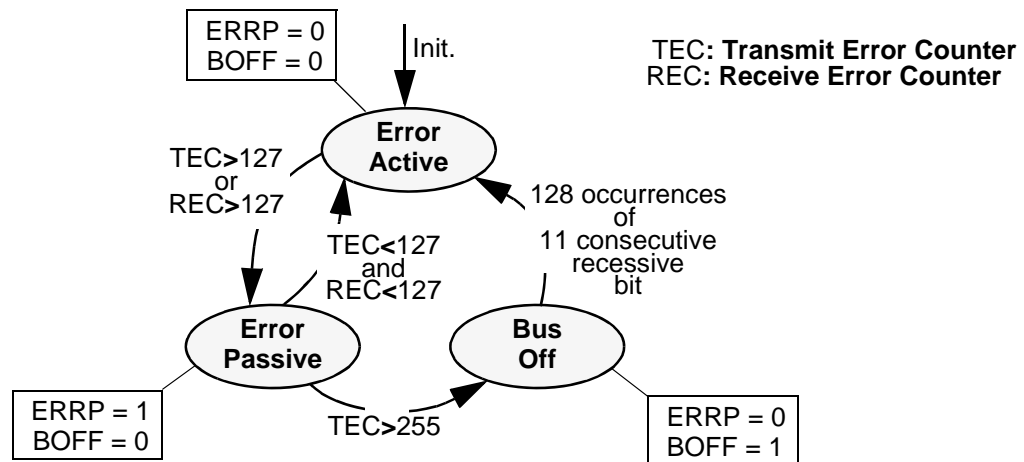 ERRP = 0
BOFF = 0
Init.
TEC: Transmit Error Counter
REC: Receive Error Counter
Error
Active
TEC>127
or
REC>127
TEC<127
and
REC<127
128 occurrences
of
11 consecutive
recessive
bit
Error
Passive
Bus
Off
ERRP = 1
BOFF = 0
TEC>255
ERRP = 0
BOFF = 1